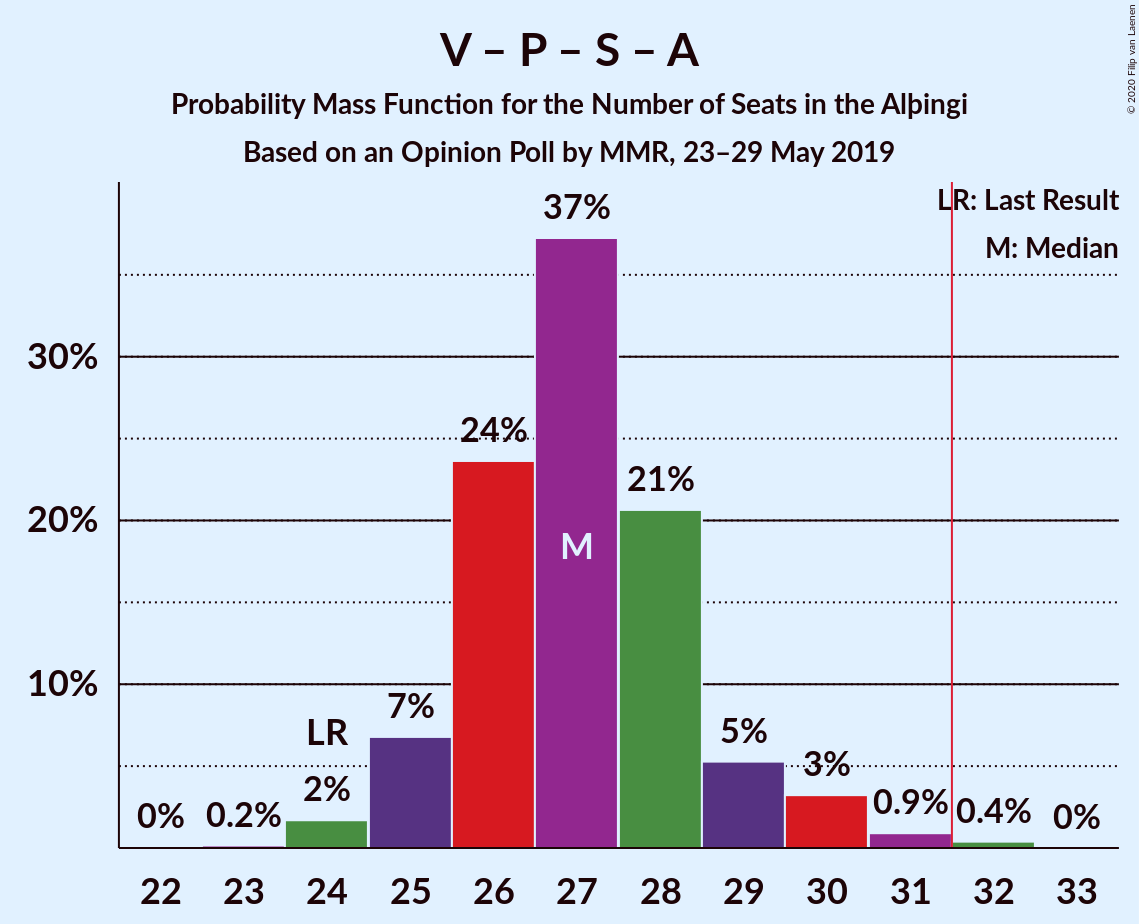 V – P – S – A
Probability Mass Function for the Number of Seats in the Alþingi
Based on an Opinion Poll by MMR, 23–29 May 2019
© 2020 Filip van Laenen
LR: Last Result
M: Median
37%
30%
24%
21%
20%
M
10%
7%
LR
5%
3%
2%
0.9%
0.4%
0%
0.2%
0%
22 23 24 25 26 27 28 29 30 31 32 33